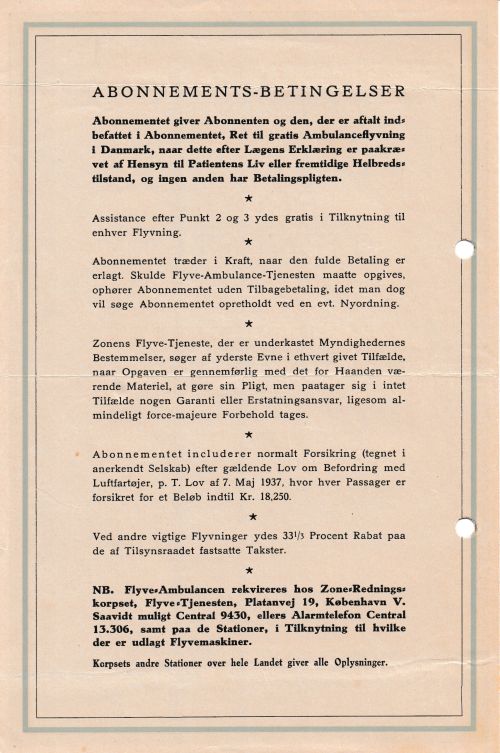 ABONNEMENTS-BETINGELSER
Abonnementet giver Abonnenten og den, der er aftalt ind=
befattet i Abonnementet, Ret til gratis Ambulanceflyvning
i Danmark, naar dette efter Lægens Erklæring er paakræ=
vet af Hensyn til Patientens Liv eller fremtidige Helbreds=
tilstand, og ingen anden har Betalingspligten.
★
Assistance efter Punkt 2 og 3 ydes gratis i Tilknytning til
enhver Flyvning.
★
Abonnementet træder i Kraft, naar den fulde Betaling er
erlagt. Skulde Flyve-Ambulance-Tjenesten maatte opgives,
ophører Abonnementet uden Tilbagebetaling, idet man dog
vil søge Abonnementet opretholdt ved en evt. Nyordning.
★
Zonens Flyve-Tjeneste, der er underkastet Myndighedernes
Bestemmelser, søger af yderste Evne i ethvert givet Tilfælde,
naar Opgaven er gennemførlig med det for Haanden væ-
rende Materiel, at gøre sin Pligt, men paatager sig i intet
Tilfælde nogen Garanti eller Erstatningsansvar, ligesom al-
mindeligt force-majeure Forbehold tages.
★
Abonnementet includerer normalt Forsikring (tegnet i
anerkendt Selskab) efter gældende Lov om Befordring med
Luftfartøjer, p. T. Lov af 7. Maj 1937, hvor hver Passager er
forsikret for et Beløb indtil Kr. 18,250.
★
Ved andre vigtige Flyvninger ydes 33 1/3 Procent Rabat paa
de af Tilsynsraadet fastsatte Takster.
★
NB. Flyve=Ambulancen rekvireres hos Zone=Rednings=
korpset, Flyve=Tjenesten, Platanvej 19, København V.
Saavidt muligt Central 9430, ellers Alarmtelefon Central
13.306, samt paa de Stationer, i Tilknytning til hvilke
der er udlagt Flyvemaskiner.
Korpsets andre Stationer over hele Landet giver alle Oplysninger.